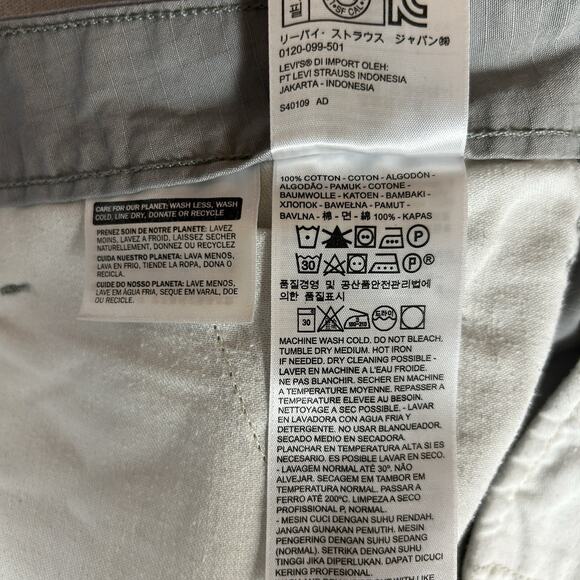 필
SF CAL
リーバイ・ストラウス ジャパン㈱
0120-099-501
LEVI'S® DI IMPORT OLEH:
PT LEVI STRAUSS INDONESIA
JAKARTA - INDONESIA
S40109 AD
100% COTTON - COTON - ALGODÓN -
ALGODÃO - PAMUK - COTONE -
BAUMWOLLE - KATOEN - BAMBAKI -
ХЛОПОК - BAWEŁNA - PAMUT -
BAVLNA - 棉 - 면 - 綿 100% - KAPAS
P
30 P
품질경영 및 공산품안전관리법에
의한 품질표시
30 180~210 드라이
MACHINE WASH COLD. DO NOT BLEACH.
TUMBLE DRY MEDIUM. HOT IRON
IF NEEDED. DRY CLEANING POSSIBLE -
LAVER EN MACHINE A L'EAU FROIDE.
NE PAS BLANCHIR. SECHER EN MACHINE
A TEMPERATURE MOYENNE. REPASSER A
TEMPERATURE ELEVEE AU BESOIN.
NETTOYAGE A SEC POSSIBLE. - LAVAR
EN LAVADORA CON AGUA FRIA Y
DETERGENTE. NO USAR BLANQUEADOR.
SECADO MEDIO EN SECADORA.
PLANCHAR EN TEMPERATURA ALTA SI ES
NECESARIO. ES POSIBLE LAVAR EN SECO.
- LAVAGEM NORMAL ATÉ 30º. NÃO
ALVEJAR. SECAGEM EM TAMBOR EM
TEMPERATURA NORMAL. PASSAR A
FERRO ATÉ 200ºC. LIMPEZA A SECO
PROFISSIONAL P, NORMAL.
- MESIN CUCI DENGAN SUHU RENDAH.
JANGAN GUNAKAN PEMUTIH. MESIN
PENGERING DENGAN SUHU SEDANG
(NORMAL). SETRIKA DENGAN SUHU
TINGGI JIKA DIPERLUKAN. DAPAT DICUCI
KERING PROFESIONAL.
CARE FOR OUR PLANET: WASH LESS, WASH
COLD, LINE DRY, DONATE OR RECYCLE
PRENEZ SOIN DE NOTRE PLANETE: LAVEZ
MOINS, LAVEZ A FROID, LAISSEZ SECHER
NATURELLEMENT, DONNEZ OU RECYCLEZ
CUIDA NUESTRO PLANETA: LAVA MENOS,
LAVA EN FRIO, TIENDE LA ROPA, DONA O
RECICLA.
CUIDE DO NOSSO PLANETA: LAVE MENOS,
LAVE EM ÁGUA FRIA, SEQUE EM VARAL, DOE
OU RECICLE.